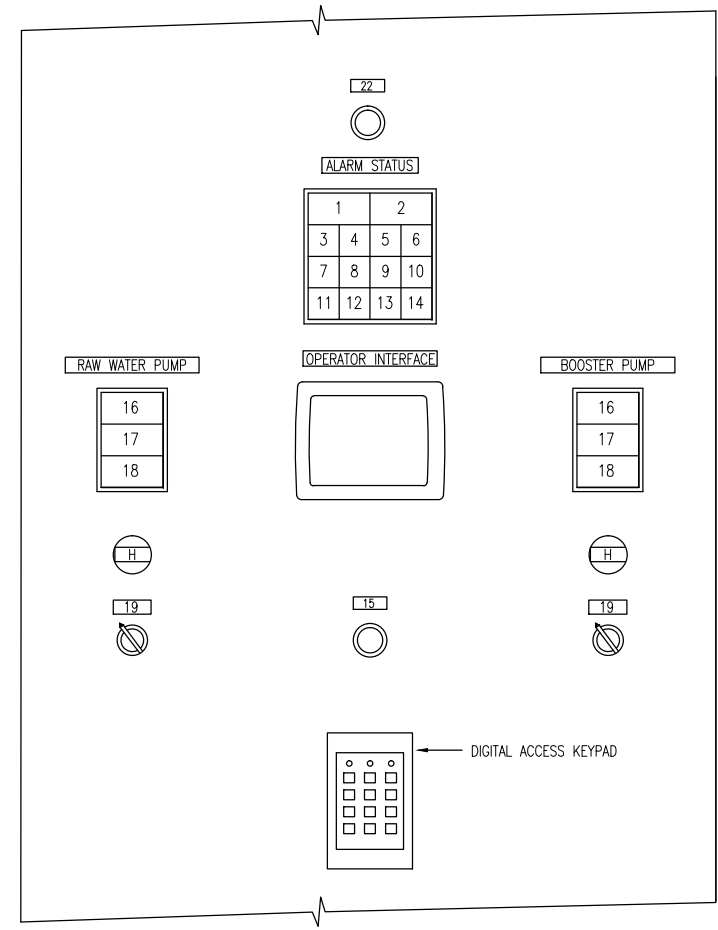 22
ALARM STATUS
1 2
3 4 5 6
7 8 9 10
11 12 13 14
RAW WATER PUMP
OPERATOR INTERFACE
BOOSTER PUMP
16
17
18
16
17
18
H
H
19
15
19
DIGITAL ACCESS KEYPAD